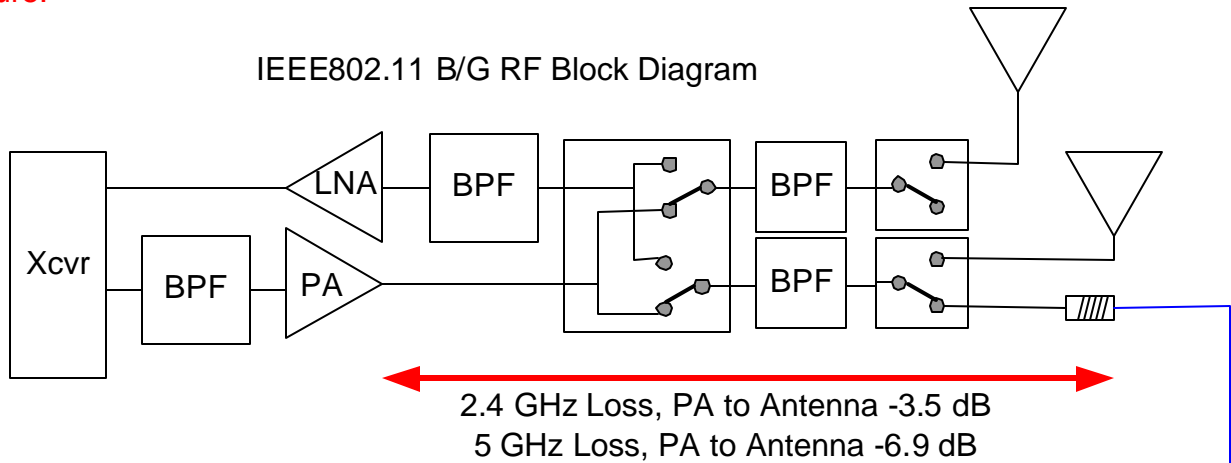 IEEE802.11 B/G RF Block Diagram
LNA
BPF
BPF
Xcvr
BPF
PA
BPF
2.4 GHz Loss, PA to Antenna -3.5 dB
5 GHz Loss, PA to Antenna -6.9 dB